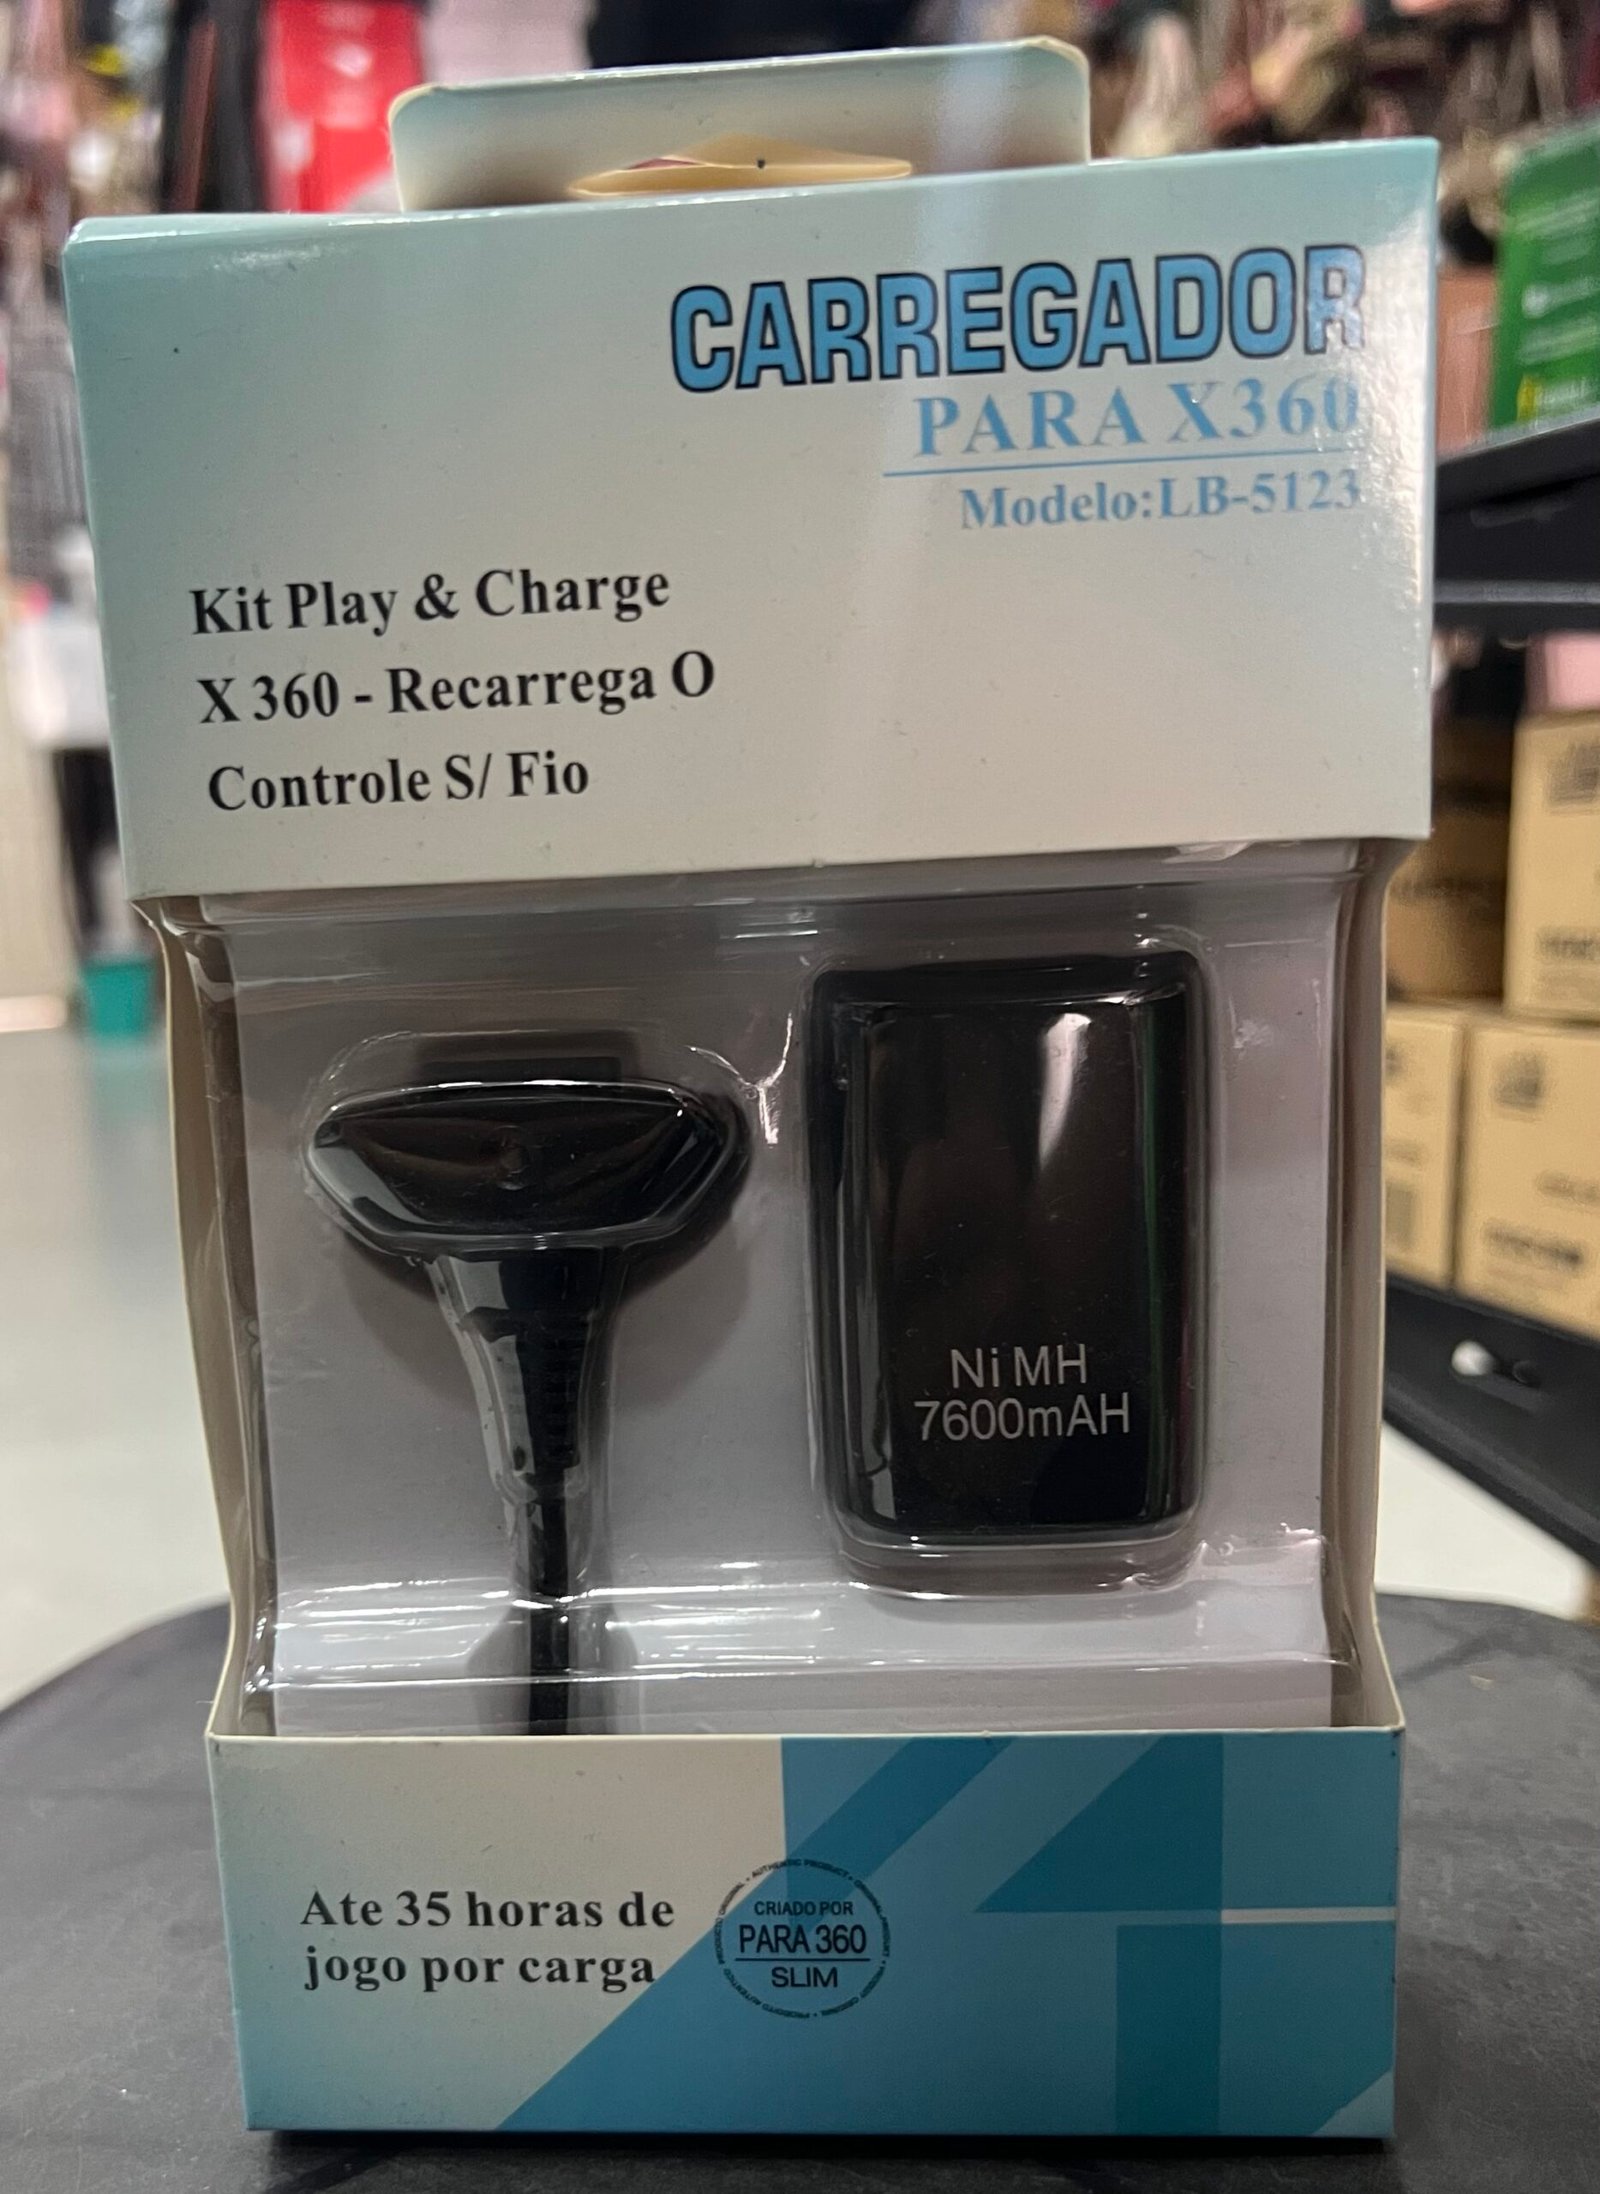 CARREGADOR
PARA X360
Modelo:LB-5123
Kit Play & Charge
X 360 - Recarrega O
Controle S/ Fio
Ni MH
7600mAH
Ate 35 horas de
jogo por carga
CRIADO POR
PARA 360
SLIM